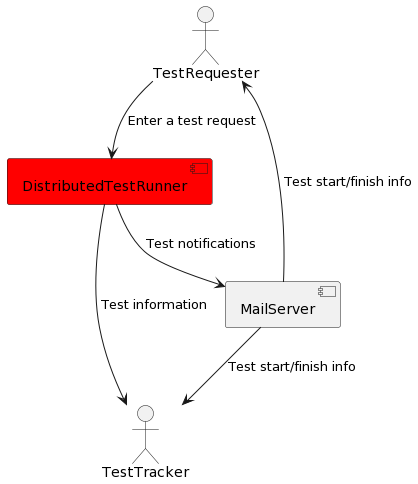 TestRequester
Enter a test request
DistributedTestRunner
Test start/finish info
Test notifications
MailServer
Test information
Test start/finish info
TestTracker